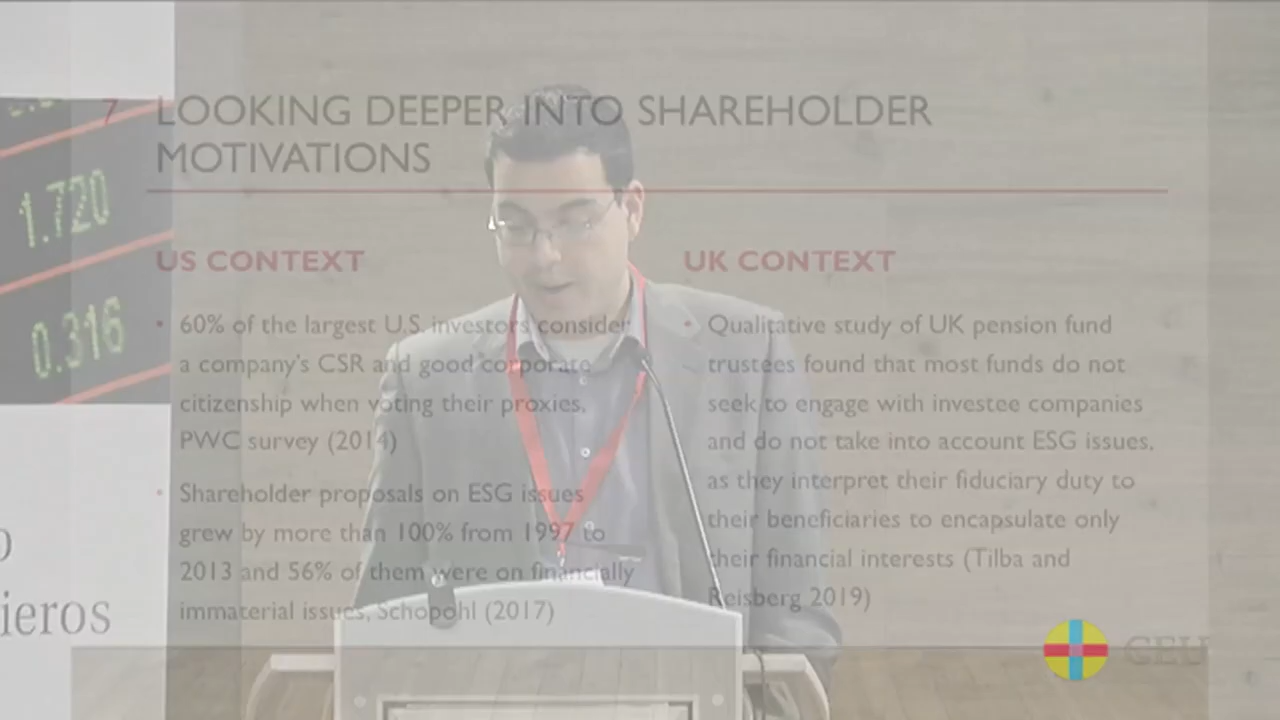 7 LOOKING DEEPER INTO SHAREHOLDER
MOTIVATIONS
US CONTEXT
• 60% of the largest U.S. investors consider
a company's CSR and good corporate
citizenship when voting their proxies,
PWC survey (2014)
• Shareholder proposals on ESG issues
grew by more than 100% from 1997 to
2013 and 56% of them were on financially
immaterial issues, Schopohl (2017)
UK CONTEXT
• Qualitative study of UK pension fund
trustees found that most funds do not
seek to engage with investee companies
and do not take into account ESG issues,
as they interpret their fiduciary duty to
their beneficiaries to encapsulate only
their financial interests (Tilba and
Reisberg 2019)
1.720
0.316
o
ieros
CEU